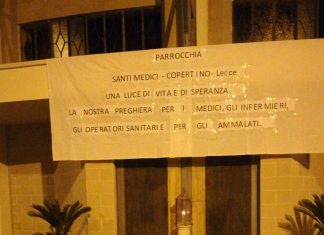 PARROCCHIA
SANTI MEDICI - COPERTINO - Lecce
UNA LUCE DI VITA E DI SPERANZA.
LA NOSTRA PREGHIERA PER I MEDICI, GLI INFERMIERI,
GLI OPERATORI SANITARI E PER GLI AMMALATI.